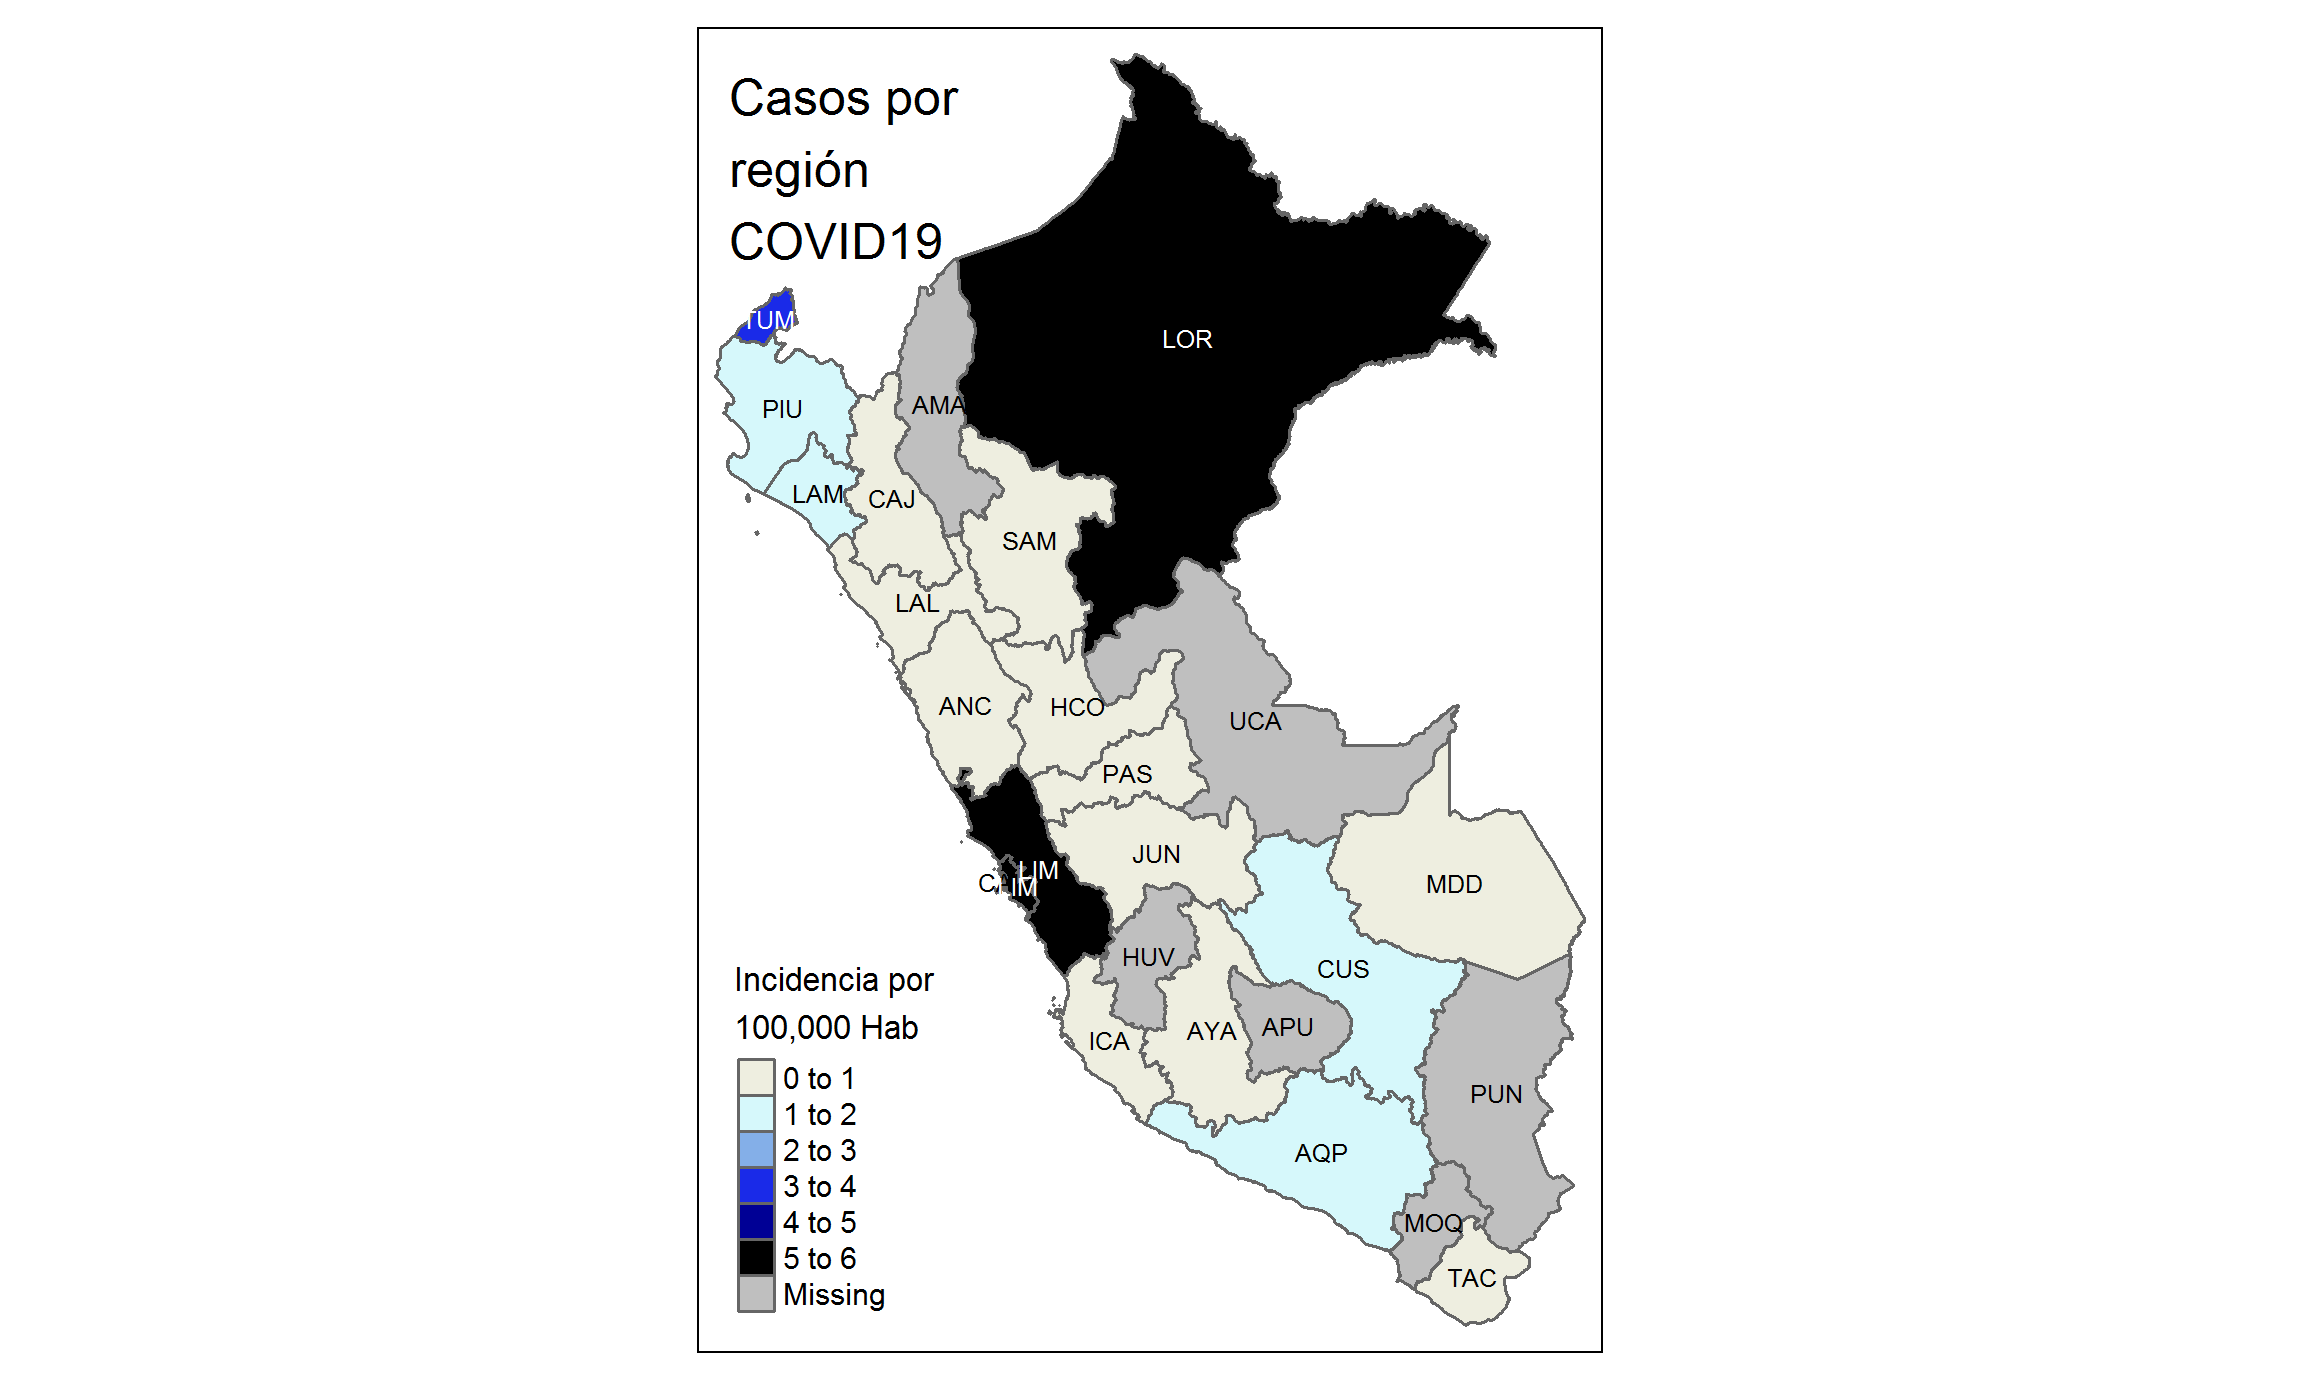 Casos por
región
COVID19
TUM
LOR
PIU
AMA
LAM
CAJ
SAM
LAL
ANC
HCO
UCA
PAS
JUN
LIM
MDD
HUV
CUS
APU
AYA
ICA
PUN
AQP
MOQ
TAC
Incidencia por
100,000 Hab
0 to 1
1 to 2
2 to 3
3 to 4
4 to 5
5 to 6
Missing